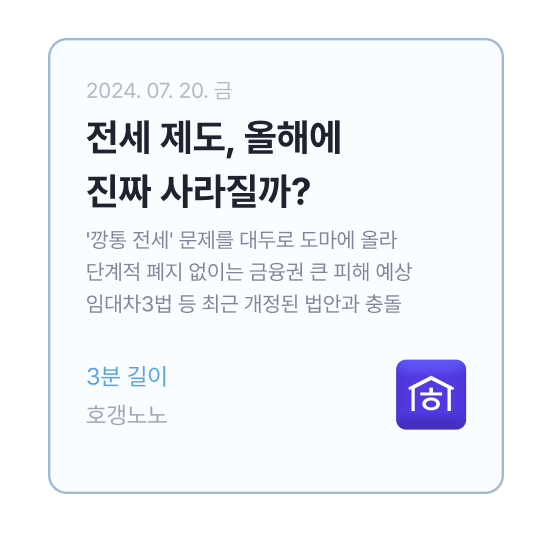 2024. 07. 20. 금
전세 제도, 올해에
진짜 사라질까?
'깡통 전세' 문제를 대두로 도마에 올라
단계적 폐지 없이는 금융권 큰 피해 예상
임대차3법 등 최근 개정된 법안과 충돌
3분 길이
호갱노노